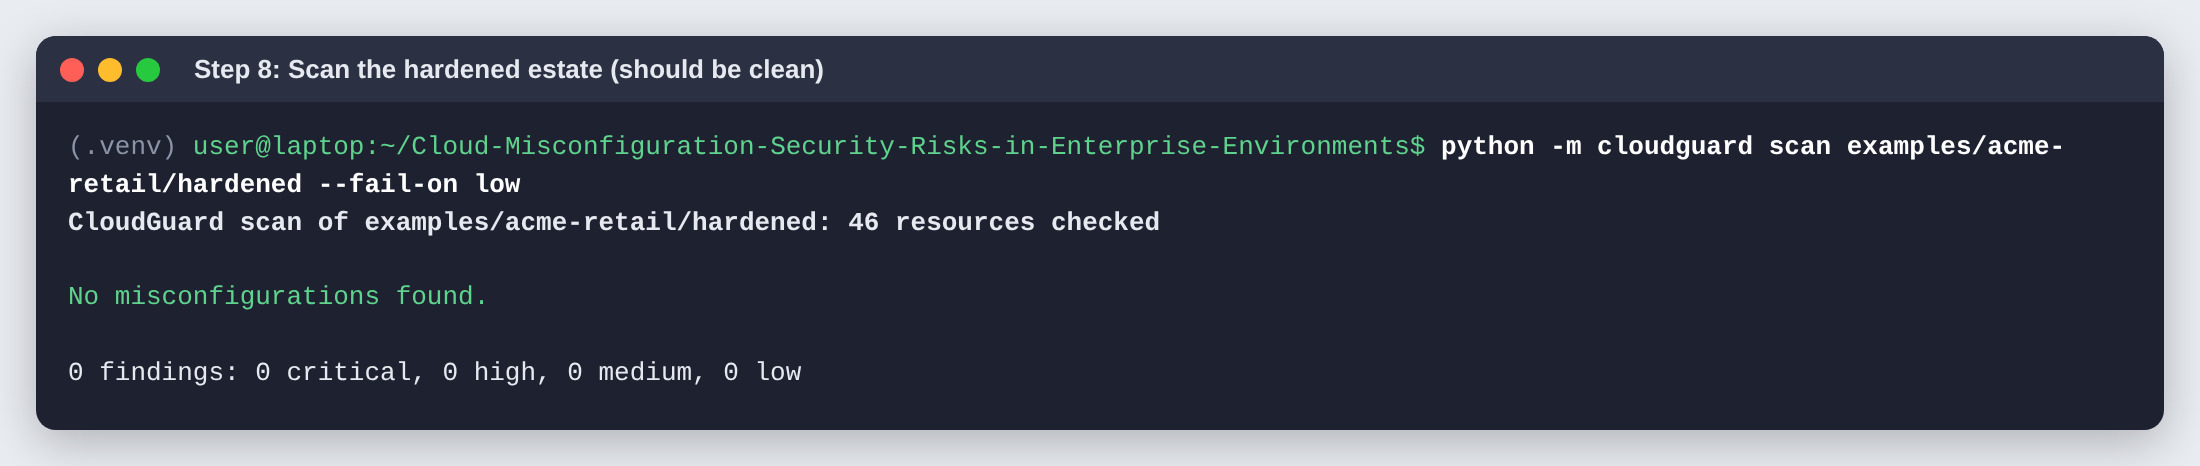 Step 8: Scan the hardened estate (should be clean)
(.venv) user@laptop:~/Cloud-Misconfiguration-Security-Risks-in-Enterprise-Environments$ python -m cloudguard scan examples/acme-
retail/hardened --fail-on low
CloudGuard scan of examples/acme-retail/hardened: 46 resources checked
No misconfigurations found.
0 findings: 0 critical, 0 high, 0 medium, 0 low